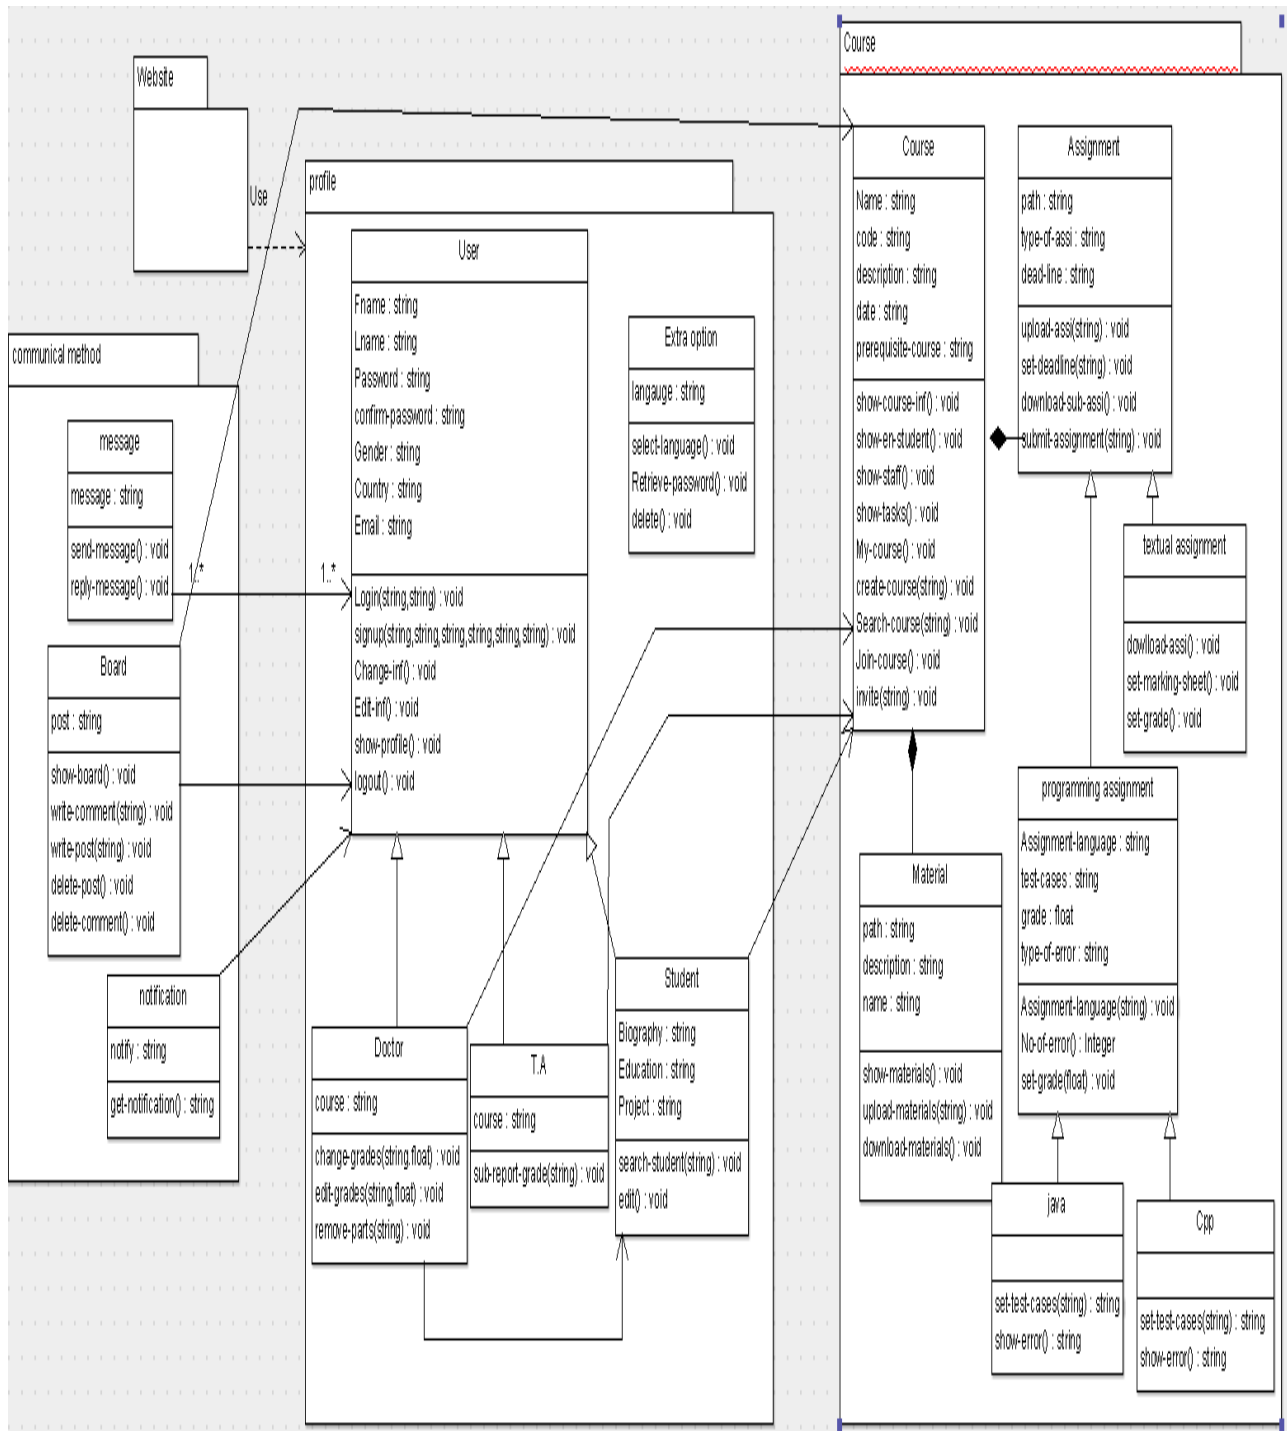 Website
Use
communical method
message
message : string
send-message() : void
reply-message() : void
1..*
1..*
Board
post : string
show-board() : void
write-comment(string) : void
write-post(string) : void
delete-post() : void
delete-comment() : void
notification
notify : string
get-notification() : string
profile
User
Fname : string
Lname : string
Password : string
confirm-password : string
Gender : string
Country : string
Email : string
Login(string,string) : void
signup(string,string,string,string,string,string) : void
Change-inf() : void
Edit-inf() : void
show-profile() : void
logout() : void
Extra option
langauge : string
select-language() : void
Retrieve-password() : void
delete() : void
Doctor
course : string
change-grades(string.float) : void
edit-grades(string,float) : void
remove-parts(string) : void
T.A
course : string
sub-report-grade(string) : void
Student
Biography : string
Education : string
Project : string
search-student(string) : void
edit() : void
Course
Course
Name : string
code : string
description : string
date : string
prerequisite-course : string
show-course-inf() : void
show-en-student() : void
show-staff() : void
show-tasks() : void
My-course() : void
create-course(string) : void
Search-course(string) : void
Join-course() : void
invite(string) : void
Assignment
path : string
type-of-assi : string
dead-line : string
upload-assi(string) : void
set-deadline(string) : void
download-sub-assi() : void
submit-assignment(string) : void
textual assignment
dowlload-assi() : void
set-marking-sheet() : void
set-grade() : void
programming assignment
Assignment-language : string
test-cases : string
grade : float
type-of-error : string
Assignment-language(string) : void
No-of-error() : Integer
set-grade(float) : void
Material
path : string
description : string
name : string
show-materials() : void
upload-materials(string) : void
download-materials() : void
java
set-test-cases(string) : string
show-error() : string
Cpp
set-test-cases(string) : string
show-error() : string